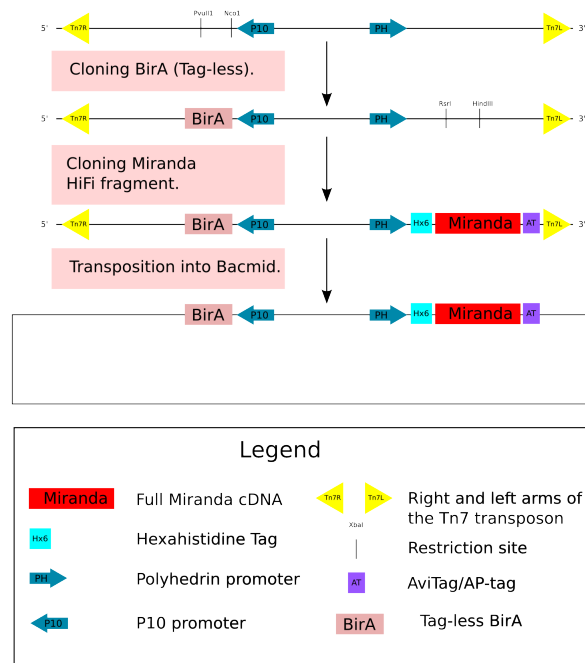 PvuII1 Nco1
5' Tn7R P10 PH Tn7L 3'
Cloning BirA (Tag-less).
RsrI HindIII
5' Tn7R BirA P10 PH Tn7L 3'
Cloning Miranda
HiFi fragment.
5' Tn7R BirA P10 PH Hx6 Miranda AT Tn7L 3'
Transposition into Bacmid.
BirA P10 PH Hx6 Miranda AT
Legend
Miranda Full Miranda cDNA
Tn7R Tn7L Right and left arms of
the Tn7 transposon
Hx6 Hexahistidine Tag
XbaI Restriction site
PH Polyhedrin promoter
AT AviTag/AP-tag
P10 P10 promoter
BirA Tag-less BirA